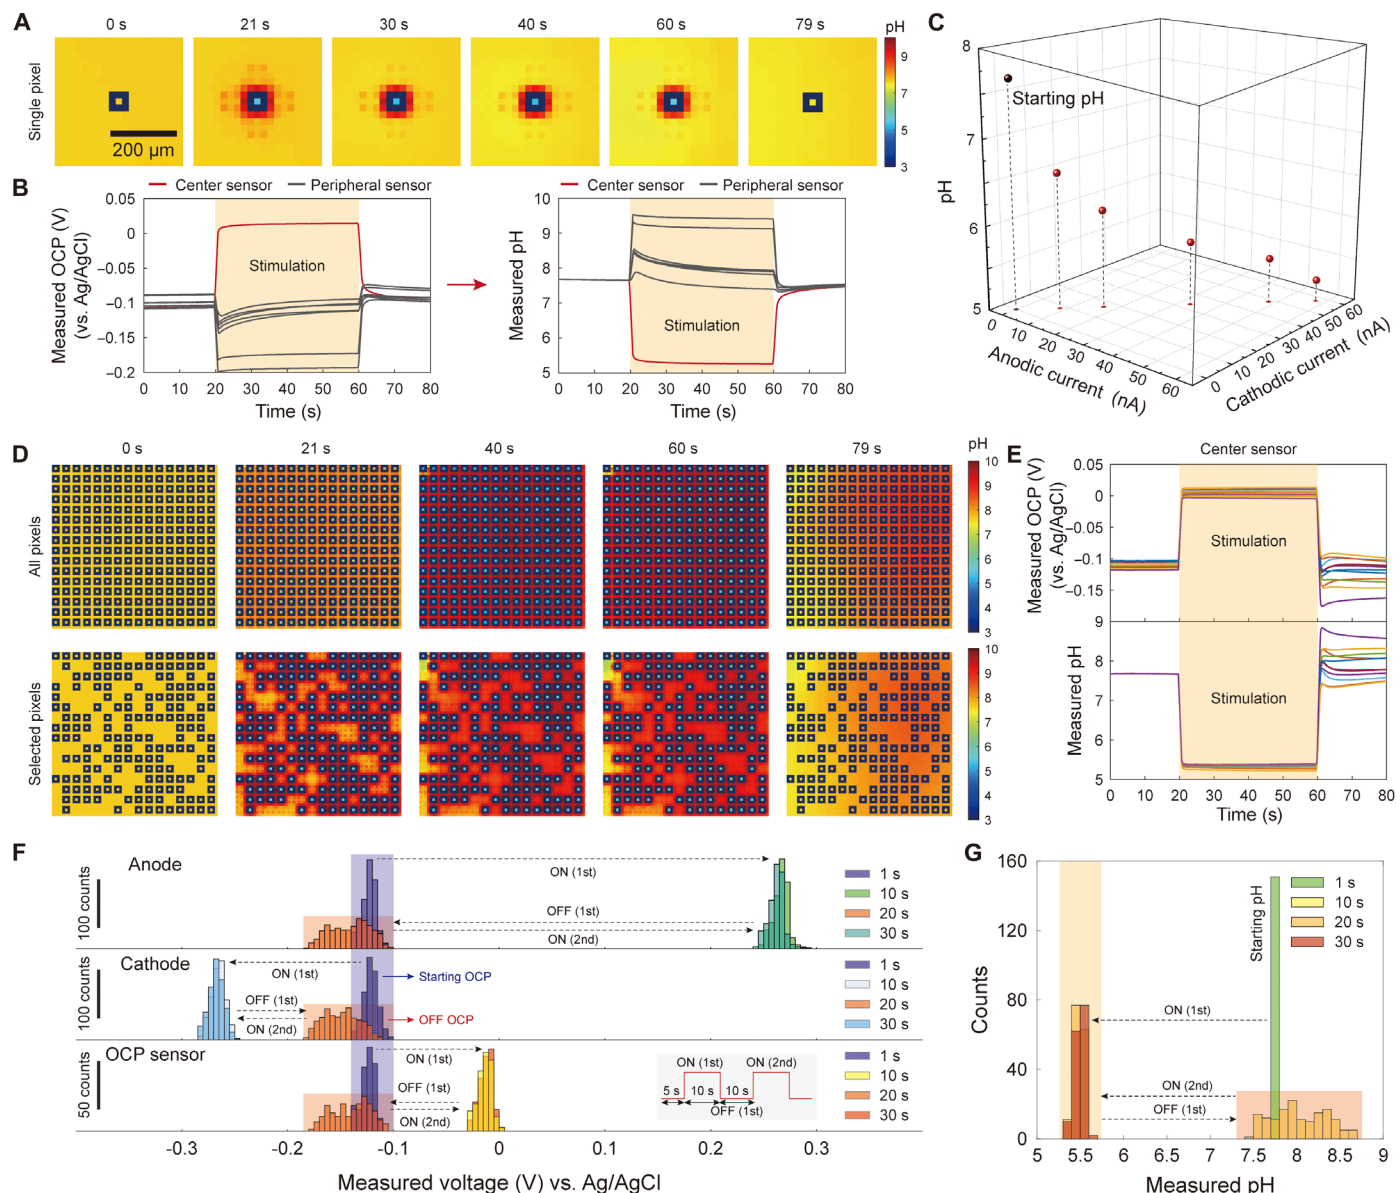 A
0 s
21 s
30 s
40 s
60 s
79 s
pH
Single pixel
200 µm
9
7
5
3
B
Center sensor
Peripheral sensor
Measured OCP (V)
(vs. Ag/AgCl)
0.05
0
−0.05
−0.1
−0.15
−0.2
Stimulation
0 10 20 30 40 50 60 70 80
Time (s)
Center sensor
Peripheral sensor
Measured pH
10
9
8
7
6
5
Stimulation
0 10 20 30 40 50 60 70 80
Time (s)
C
8
7
6
5
pH
Starting pH
0 10 20 30 40 50 60
Anodic current (nA)
0 10 20 30 40 50 60
Cathodic current (nA)
D
0 s
21 s
40 s
60 s
79 s
pH
All pixels
10
9
8
7
6
5
4
3
Selected pixels
10
9
8
7
6
5
4
3
E
Center sensor
Measured OCP (V)
(vs. Ag/AgCl)
0.05
0
−0.05
−0.1
−0.15
Stimulation
Measured pH
9
8
7
6
5
Stimulation
0 10 20 30 40 50 60 70 80
Time (s)
F
Anode
100 counts
ON (1st)
OFF (1st)
ON (2nd)
1 s
10 s
20 s
30 s
Cathode
100 counts
ON (1st)
OFF (1st)
ON (2nd)
Starting OCP
OFF OCP
1 s
10 s
20 s
30 s
OCP sensor
50 counts
ON (1st)
OFF (1st)
ON (2nd)
ON (1st)
ON (2nd)
5 s
10 s
10 s
OFF (1st)
1 s
10 s
20 s
30 s
-0.3 -0.2 -0.1 0 0.1 0.2 0.3
Measured voltage (V) vs. Ag/AgCl
G
Counts
160
120
80
40
0
Starting pH
1 s
10 s
20 s
30 s
ON (1st)
ON (2nd)
OFF (1st)
5 5.5 6 6.5 7 7.5 8 8.5 9
Measured pH